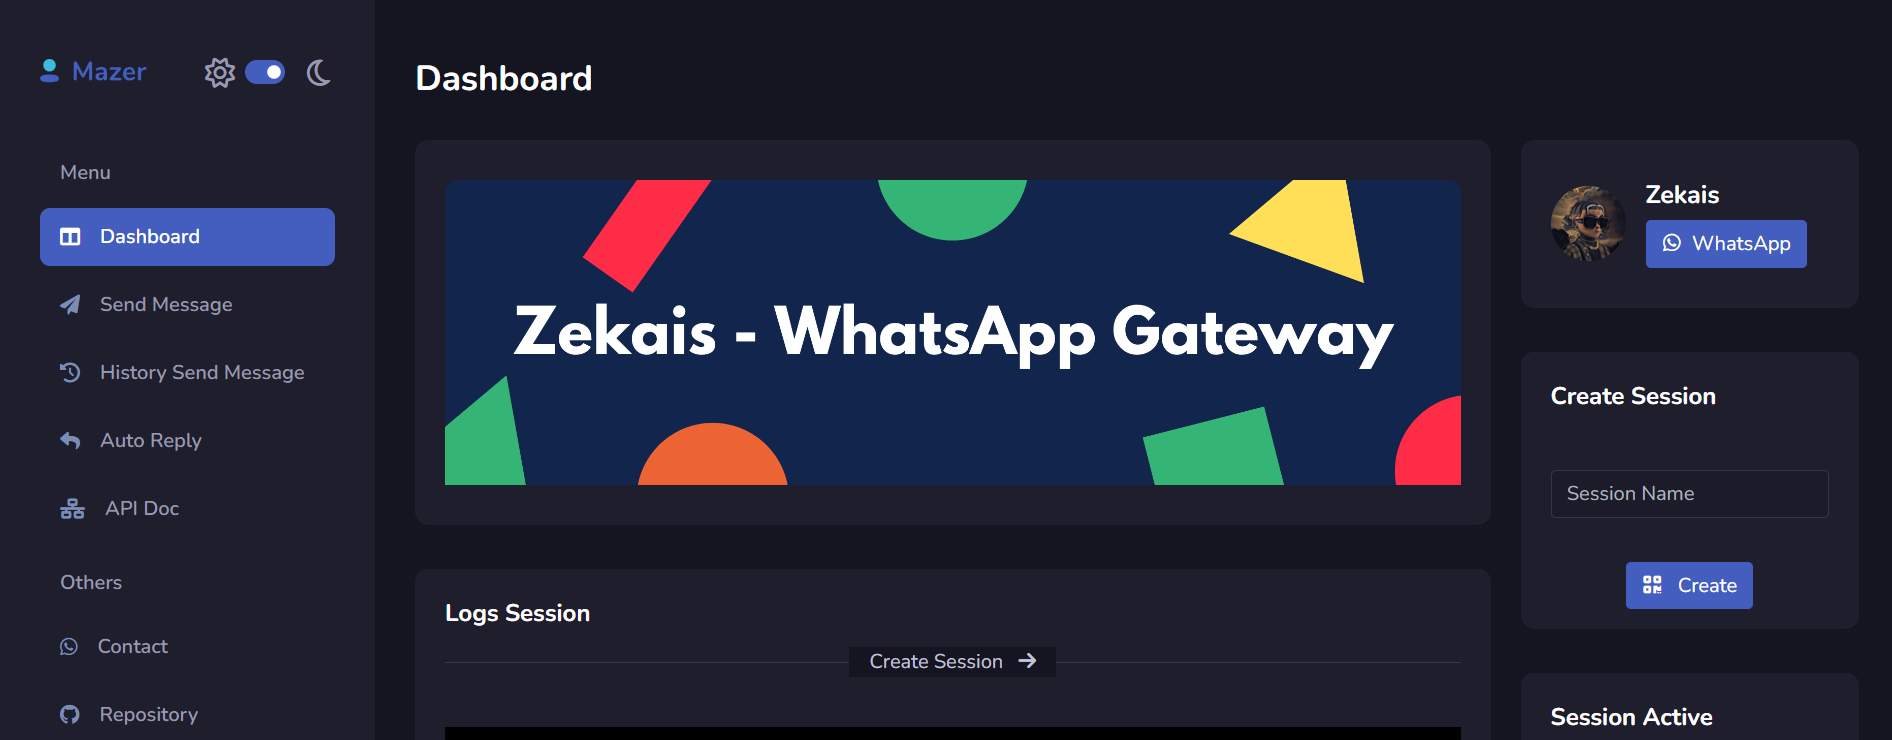 Mazer
Menu
Dashboard
Send Message
History Send Message
Auto Reply
API Doc
Others
Contact
Repository
Dashboard
Zekais - WhatsApp Gateway
Logs Session
Create Session
Zekais
WhatsApp
Create Session
Session Name
Create
Session Active